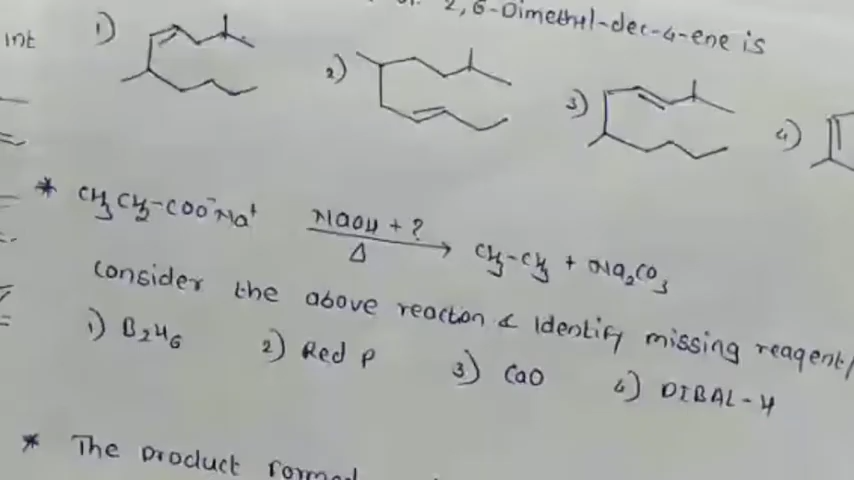 2,6-Dimethyl-dec-4-ene is
int
1)
2)
3)
4)
* CH3CH2-COO⁻Na⁺ NaOH + ? Δ → CH3-CH3 + Na2CO3
Consider the above reaction & Identify missing reagent/
1) B2H6 2) Red P 3) CaO 4) DIBAL-H
* The product formed